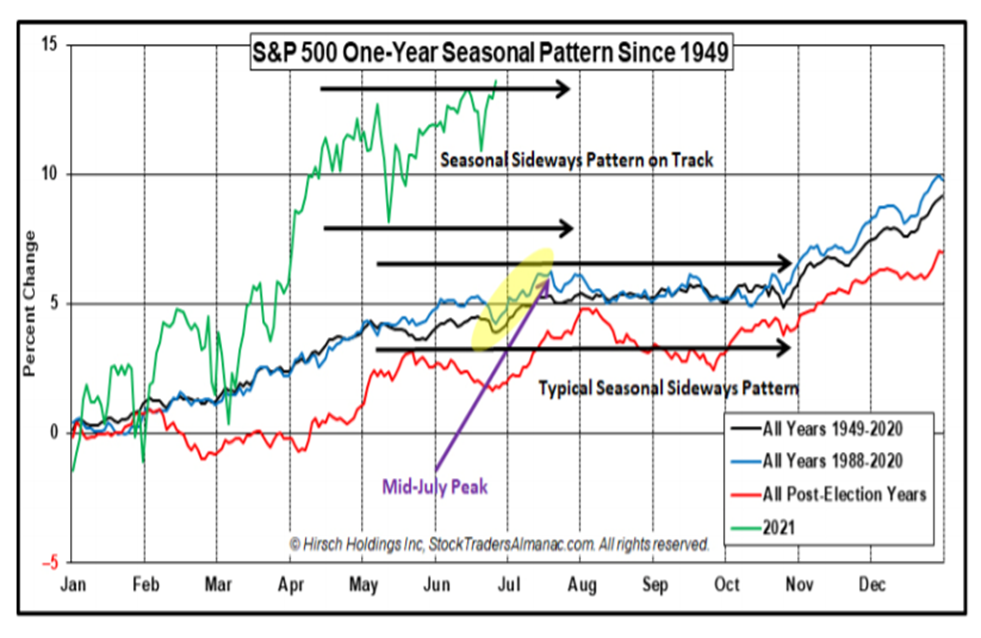 S&P 500 One-Year Seasonal Pattern Since 1949
15
10
5
0
–5
Percent Change
Seasonal Sideways Pattern on Track
Typical Seasonal Sideways Pattern
Mid-July Peak
All Years 1949-2020
All Years 1988-2020
All Post-Election Years
2021
© Hirsch Holdings Inc, StockTradersAlmanac.com. All rights reserved.
Jan Feb Mar Apr May Jun Jul Aug Sep Oct Nov Dec